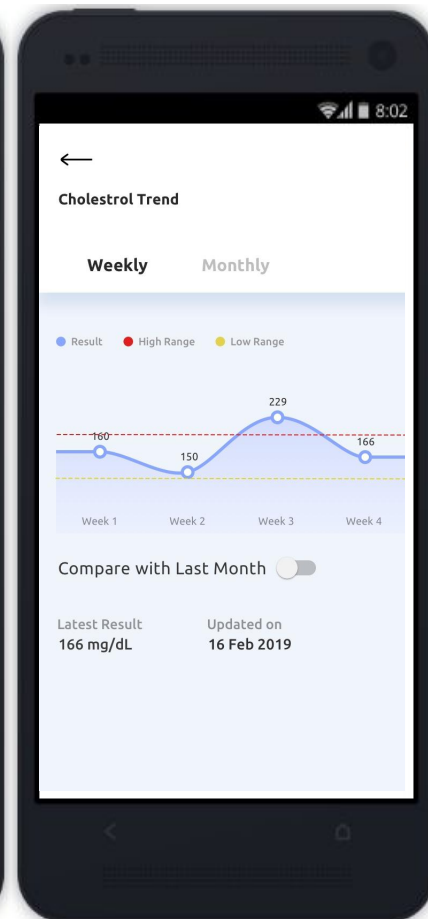 8:02
Cholestrol Trend
Weekly Monthly
Result High Range Low Range
229
160
166
150
Week 1 Week 2 Week 3 Week 4
Compare with Last Month
Latest Result Updated on
166 mg/dL 16 Feb 2019